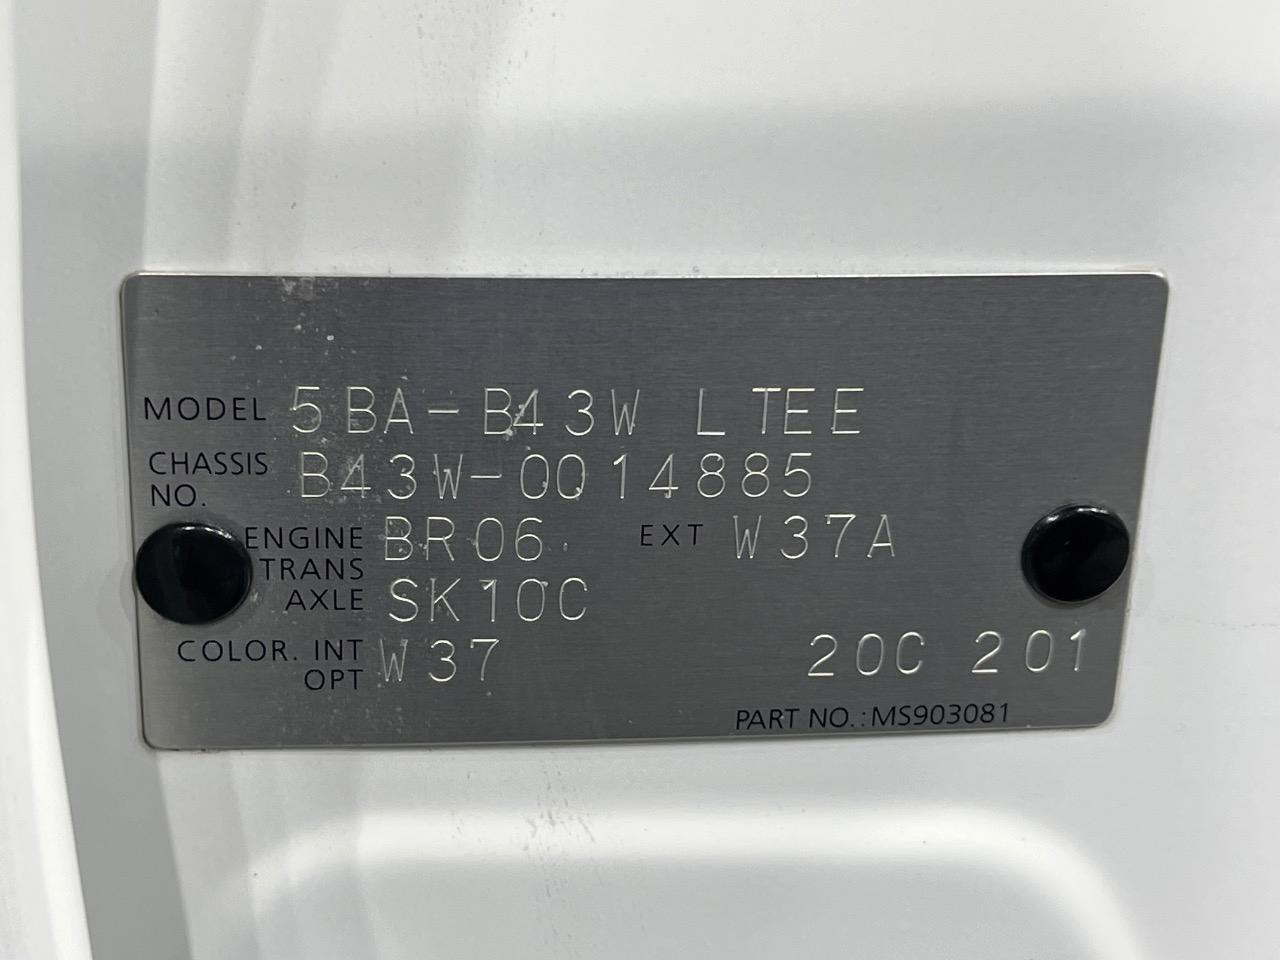 MODEL 5BA-B43W LTEE
CHASSIS NO. B43W-0014885
ENGINE BR06 EXT W37A
TRANS AXLE SK10C
COLOR. INT OPT W37 20C 201
PART NO.: MS903081